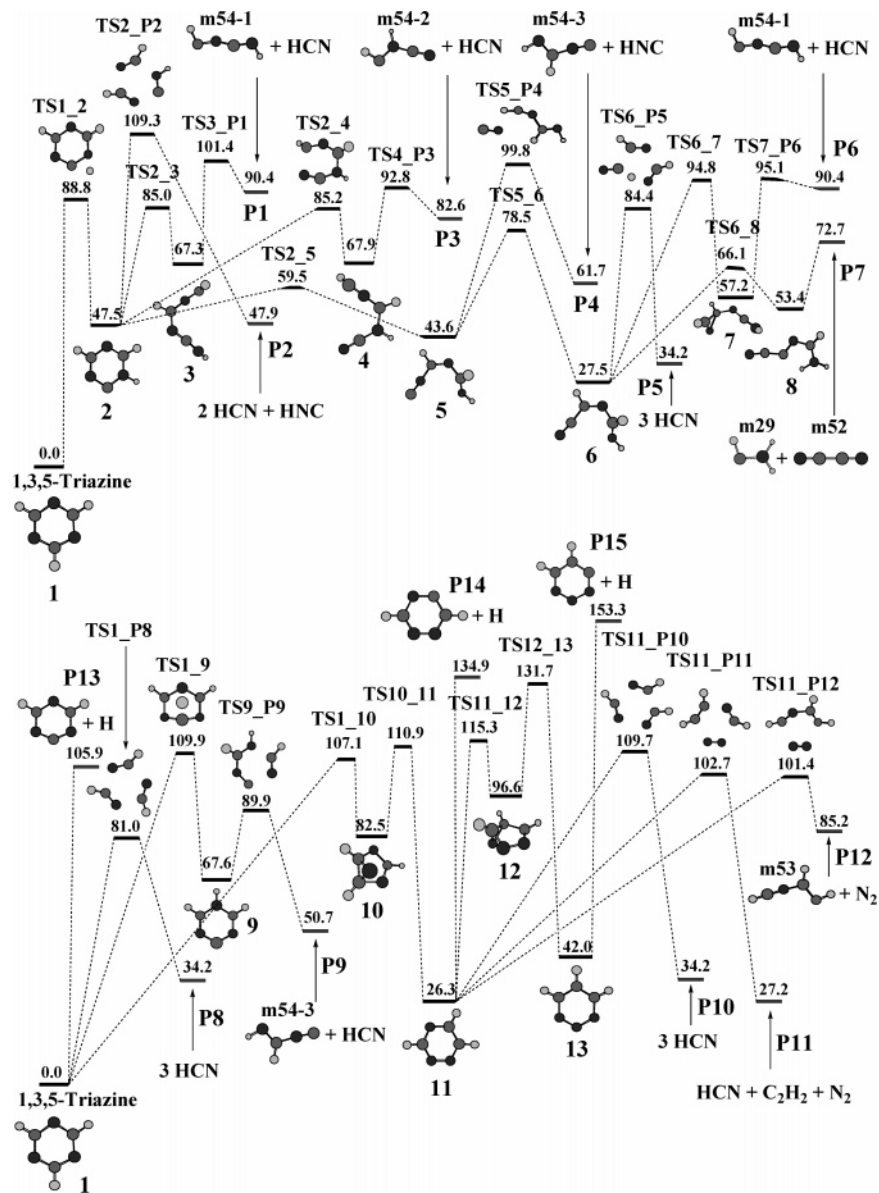 m54-1
+ HCN
m54-2
+ HCN
m54-3
+ HNC
m54-1
+ HCN
TS2_P2
109.3
TS1_2
88.8
TS2_3
85.0
TS3_P1
101.4
90.4
P1
TS2_4
85.2
TS4_P3
92.8
82.6
P3
TS5_P4
99.8
TS5_6
78.5
TS6_P5
84.4
TS6_7
94.8
TS7_P6
95.1
90.4
P6
TS6_8
66.1
72.7
P7
67.3
67.9
TS2_5
59.5
61.7
P4
57.2
7
53.4
8
47.5
2
3
47.9
P2
2 HCN + HNC
4
43.6
5
27.5
6
34.2
P5
3 HCN
m29
+
m52
0.0
1,3,5-Triazine
1
P15
+ H
153.3
P14
+ H
134.9
TS1_P8
P13
+ H
105.9
81.0
TS1_9
109.9
TS9_P9
89.9
TS1_10
107.1
TS10_11
110.9
TS11_12
115.3
TS12_13
131.7
TS11_P10
109.7
TS11_P11
102.7
TS11_P12
101.4
67.6
9
82.5
10
96.6
12
85.2
P12
m53
+ N2
50.7
P9
m54-3
+ HCN
34.2
P8
3 HCN
26.3
11
42.0
13
34.2
P10
3 HCN
27.2
P11
HCN + C2H2 + N2
0.0
1,3,5-Triazine
1